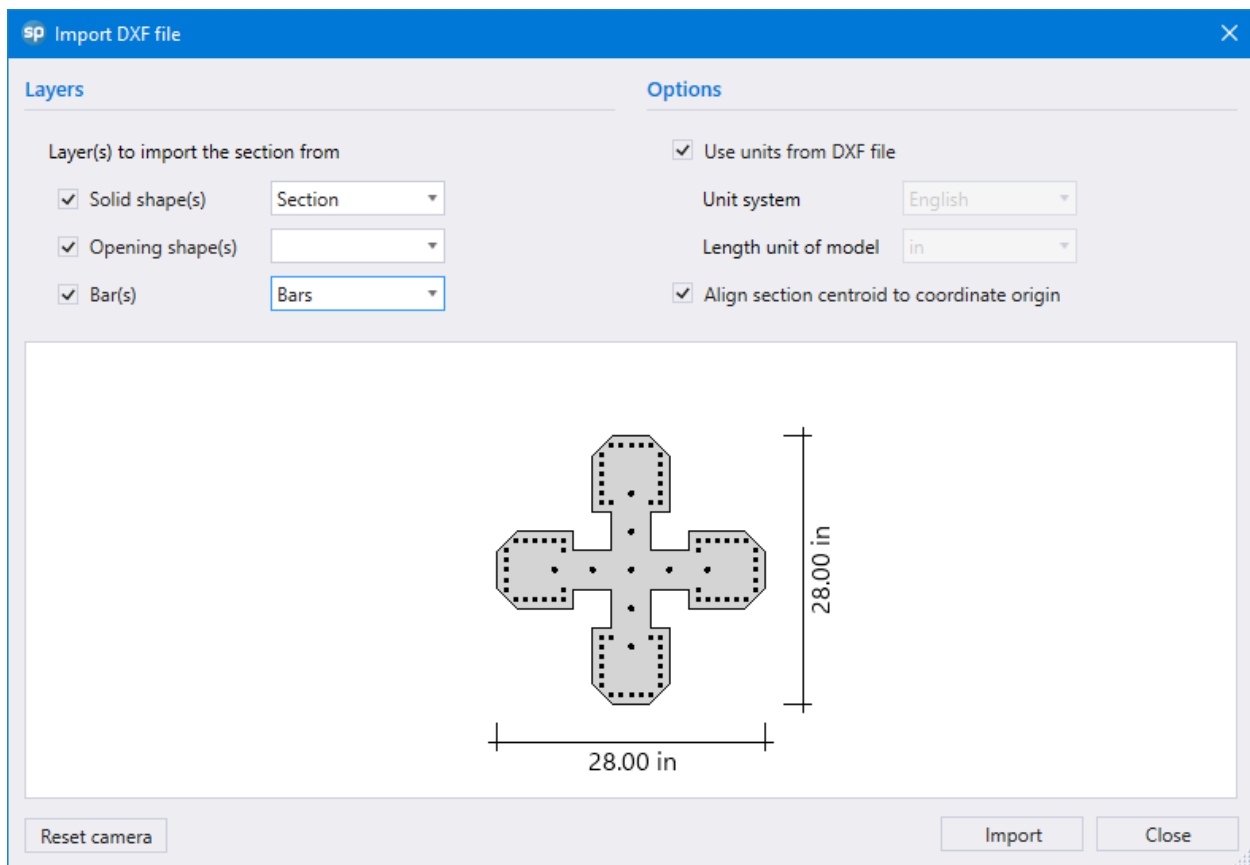 sp Import DXF file
Layers
Options
Layer(s) to import the section from
Use units from DXF file
Solid shape(s) Section
Unit system English
Opening shape(s)
Length unit of model in
Bar(s) Bars
Align section centroid to coordinate origin
28.00 in
28.00 in
Reset camera
Import
Close